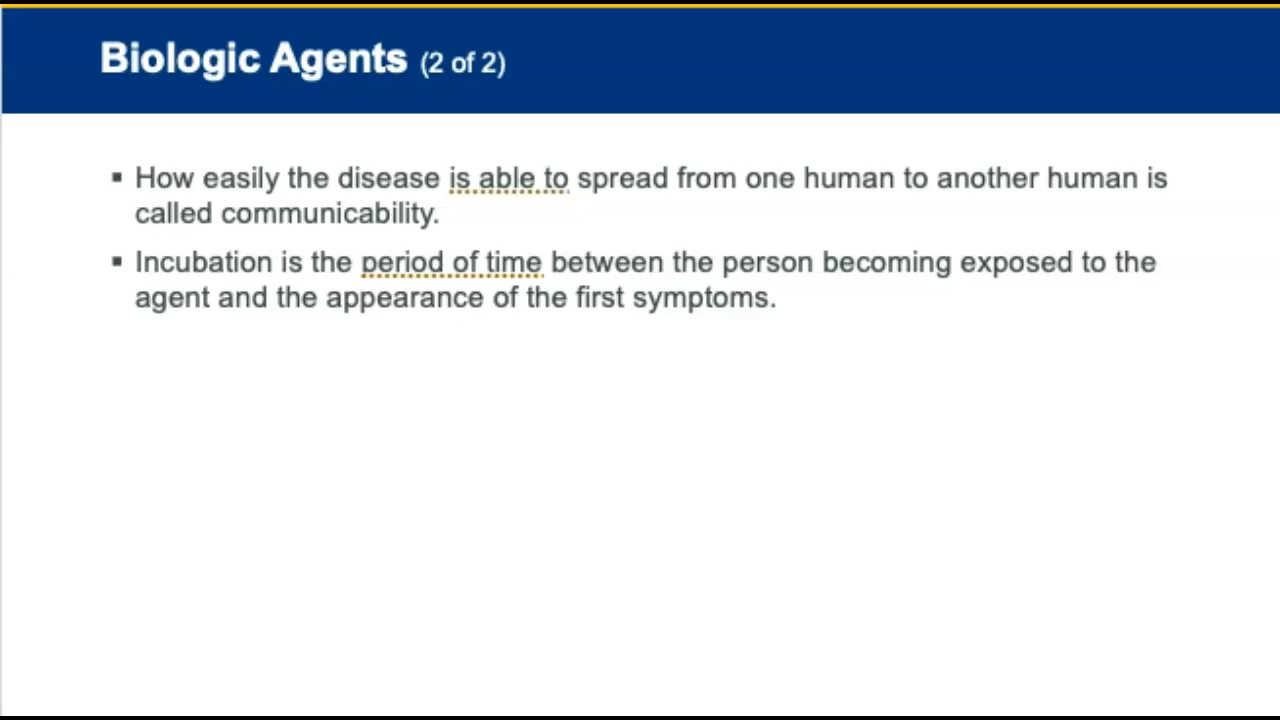 Biologic Agents (2 of 2)
▪ How easily the disease is able to spread from one human to another human is
called communicability.
▪ Incubation is the period of time between the person becoming exposed to the
agent and the appearance of the first symptoms.